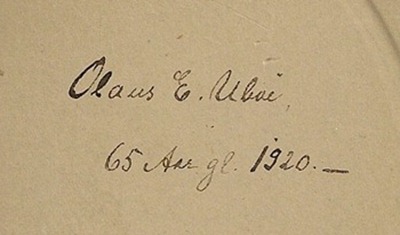 Olaus E. Uboe,
65 Aar gl. 1920.—